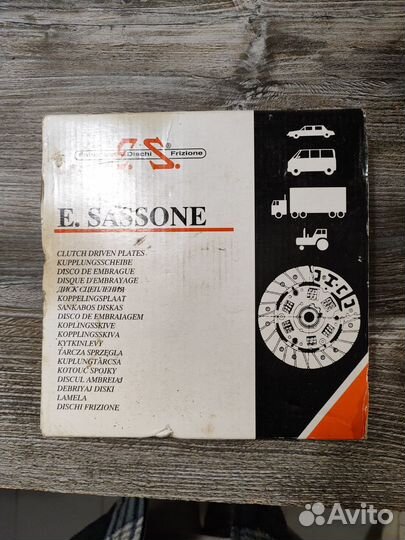 E.S.®
Dischi Frizione
E. SASSONE
CLUTCH DRIVEN PLATES
KUPPLUNGSSCHEIBE
DISCO DE EMBRAGUE
DISQUE D'EMBRAYAGE
ДИСК СЦЕПЛЕНИЯ
KOPPELINGSPLAAT
SANKABOS DISKAS
DISCO DE EMBRAIAGEM
KOPLINGSSKIVE
KOPPLINGSSKIVA
KYTKINLEVY
TARCZA SPRZĘGLA
KUPLUNGTÁRCSA
KOTOUČ SPOJKY
DISCUL AMBREIAJ
DEBRIYAJ DISKI
LAMELA
DISCHI FRIZIONE
Avito